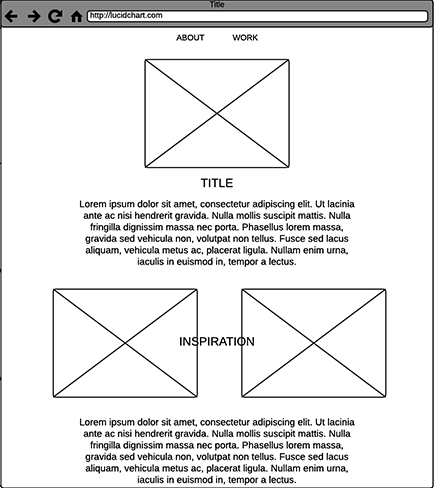 Title
http://lucidchart.com
ABOUT WORK
TITLE
Lorem ipsum dolor sit amet, consectetur adipiscing elit. Ut lacinia
ante ac nisi hendrerit gravida. Nulla mollis suscipit mattis. Nulla
fringilla dignissim massa nec porta. Phasellus lorem massa,
gravida sed vehicula non, volutpat non tellus. Fusce sed lacus
aliquam, vehicula metus ac, placerat ligula. Nullam enim urna,
iaculis in euismod in, tempor a lectus.
INSPIRATION
Lorem ipsum dolor sit amet, consectetur adipiscing elit. Ut lacinia
ante ac nisi hendrerit gravida. Nulla mollis suscipit mattis. Nulla
fringilla dignissim massa nec porta. Phasellus lorem massa,
gravida sed vehicula non, volutpat non tellus. Fusce sed lacus
aliquam, vehicula metus ac, placerat ligula. Nullam enim urna,
iaculis in euismod in, tempor a lectus.